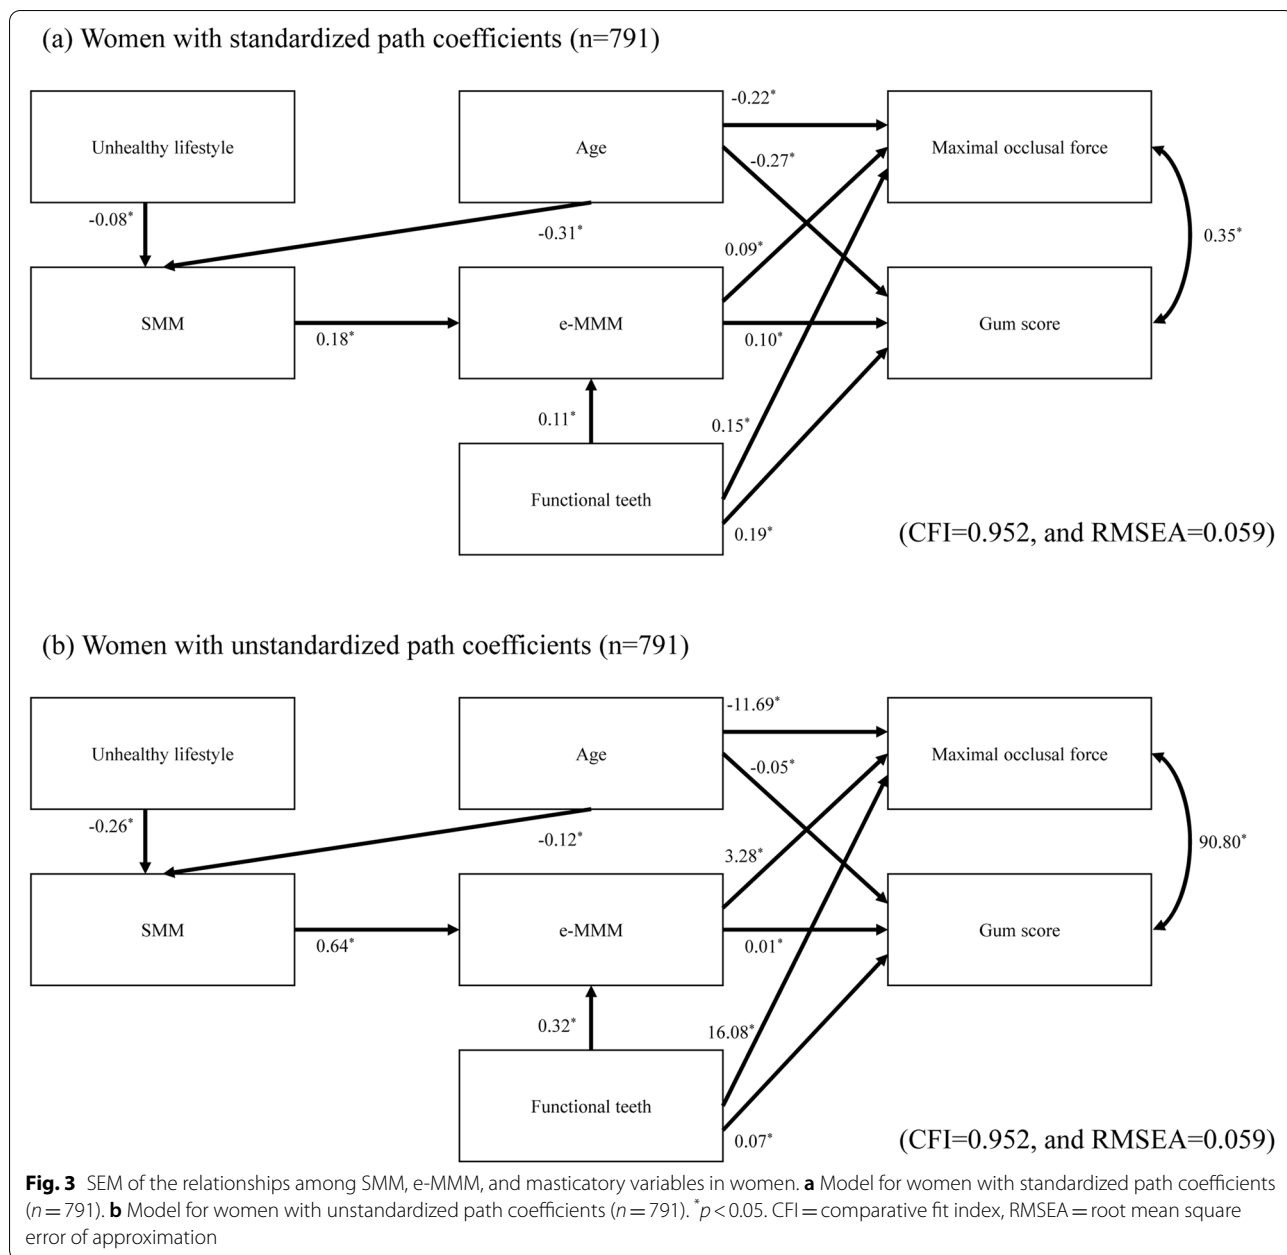 (a) Women with standardized path coefficients (n=791)
-0.22*
Unhealthy lifestyle
Age
Maximal occlusal force
-0.27*
-0.08*
-0.31*
0.09*
0.35*
SMM
e-MMM
Gum score
0.18*
0.10*
0.11*
0.15*
Functional teeth
0.19*
(CFI=0.952, and RMSEA=0.059)
(b) Women with unstandardized path coefficients (n=791)
-11.69*
Unhealthy lifestyle
Age
Maximal occlusal force
-0.05*
-0.26*
-0.12*
3.28*
90.80*
SMM
e-MMM
Gum score
0.64*
0.01*
0.32*
16.08*
Functional teeth
0.07*
(CFI=0.952, and RMSEA=0.059)
Fig. 3 SEM of the relationships among SMM, e-MMM, and masticatory variables in women. a Model for women with standardized path coefficients
(n = 791). b Model for women with unstandardized path coefficients (n = 791). *p < 0.05. CFI = comparative fit index, RMSEA = root mean square
error of approximation